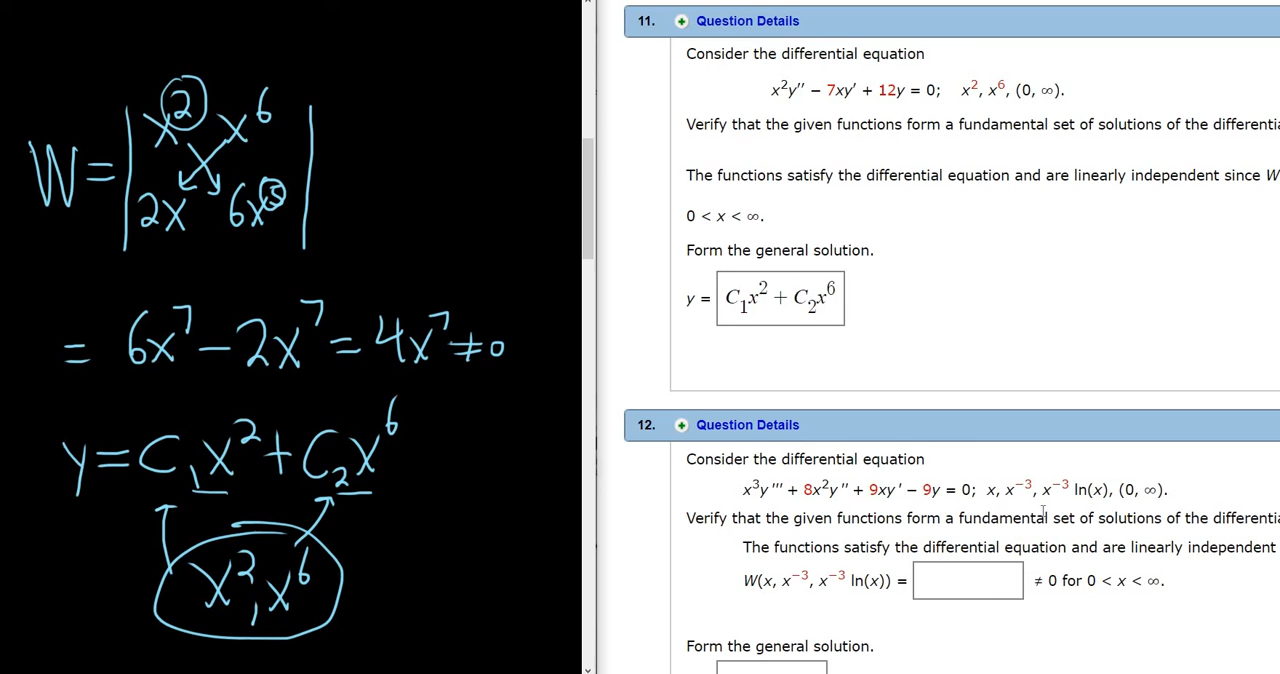 W = | x² x⁶ |
| 2x 6x⁵ |
= 6x⁷ − 2x⁷ = 4x⁷ ≠ 0
y = C₁x² + C₂x⁶
x², x⁶
11. Question Details
Consider the differential equation
x²y′′ − 7xy′ + 12y = 0; x², x⁶, (0, ∞).
Verify that the given functions form a fundamental set of solutions of the differentia
The functions satisfy the differential equation and are linearly independent since W
0 < x < ∞.
Form the general solution.
y = C₁x² + C₂x⁶
12. Question Details
Consider the differential equation
x³y′′′ + 8x²y′′ + 9xy′ − 9y = 0; x, x⁻³, x⁻³ ln(x), (0, ∞).
Verify that the given functions form a fundamental set of solutions of the differentia
The functions satisfy the differential equation and are linearly independent
W(x, x⁻³, x⁻³ ln(x)) = ≠ 0 for 0 < x < ∞.
Form the general solution.